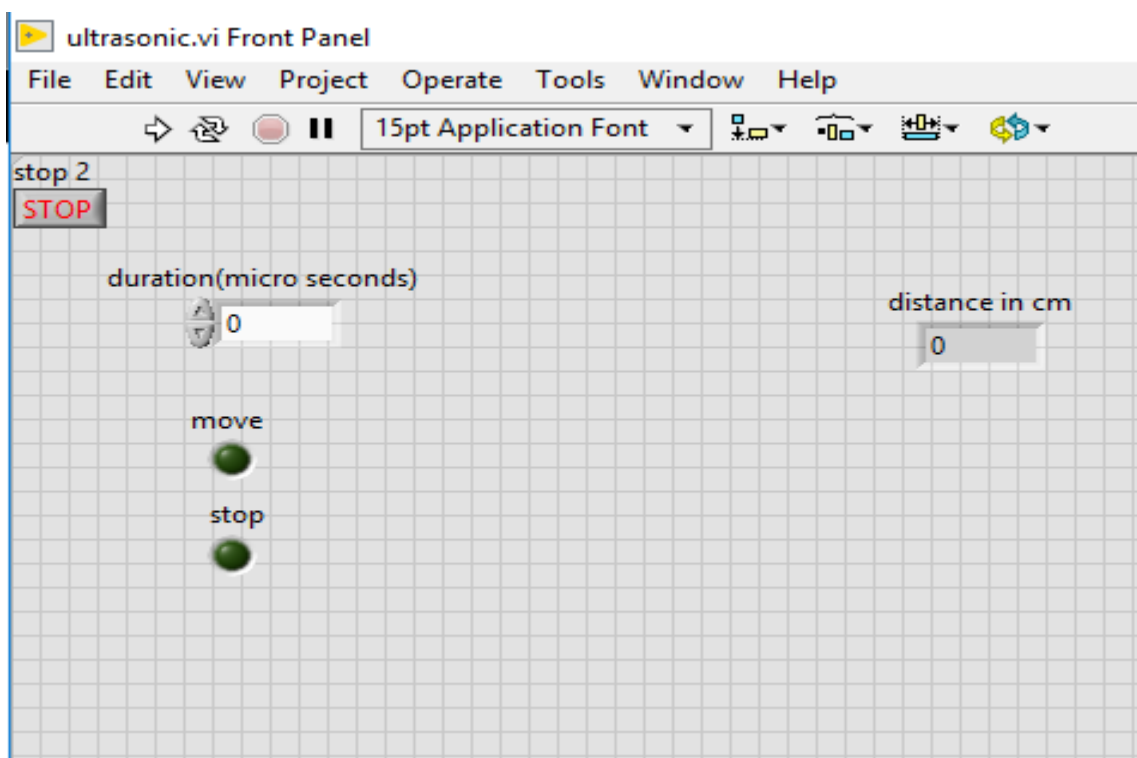 ultrasonic.vi Front Panel
File Edit View Project Operate Tools Window Help
15pt Application Font
stop 2
STOP
duration(micro seconds)
0
distance in cm
0
move
stop